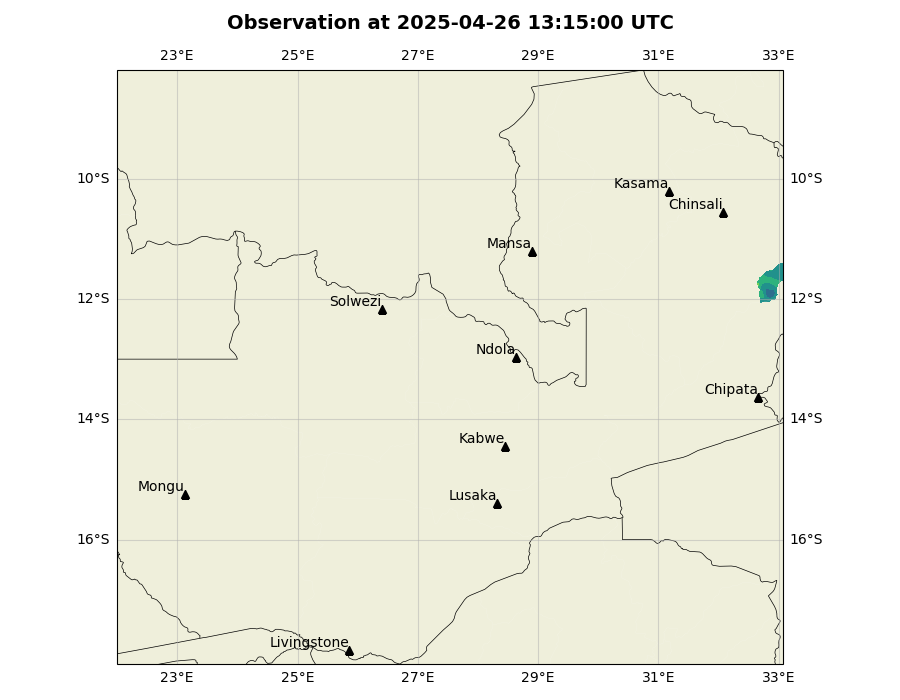 Observation at 2025-04-26 13:15:00 UTC
23°E 25°E 27°E 29°E 31°E 33°E
10°S 10°S
Kasama
Chinsali
Mansa
12°S 12°S
Solwezi
Ndola
Chipata
14°S 14°S
Kabwe
Mongu
Lusaka
16°S 16°S
Livingstone
23°E 25°E 27°E 29°E 31°E 33°E